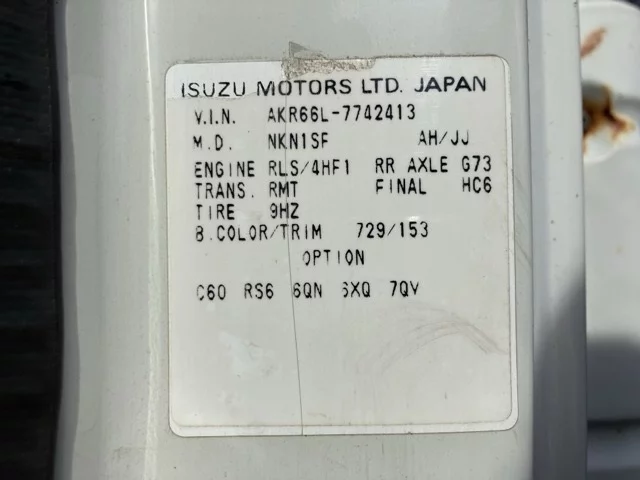 ISUZU MOTORS LTD. JAPAN
V.I.N. AKR66L-7742413
M.D. NKN1SF AH/JJ
ENGINE RLS/4HF1 RR AXLE G73
TRANS. RMT FINAL HC6
TIRE 9HZ
B.COLOR/TRIM 729/153
OPTION
C60 RS6 6QN 6XQ 7QV